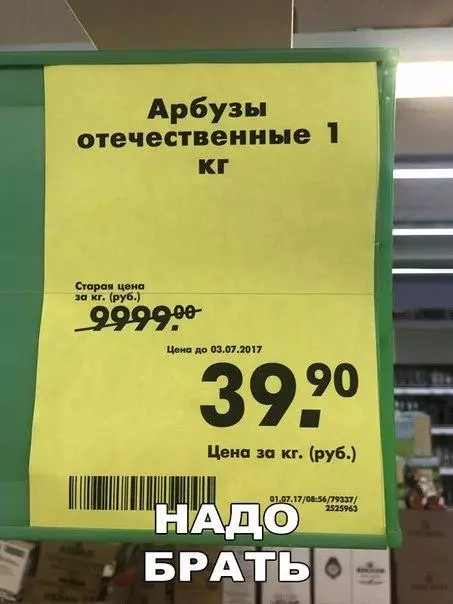 Арбузы
отечественные 1
кг
Старая цена
за кг. (руб.)
9999.00
Цена до 03.07.2017
39.90
Цена за кг. (руб.)
01.07.17/08:56/79337/
2525963
НАДО
БРАТЬ